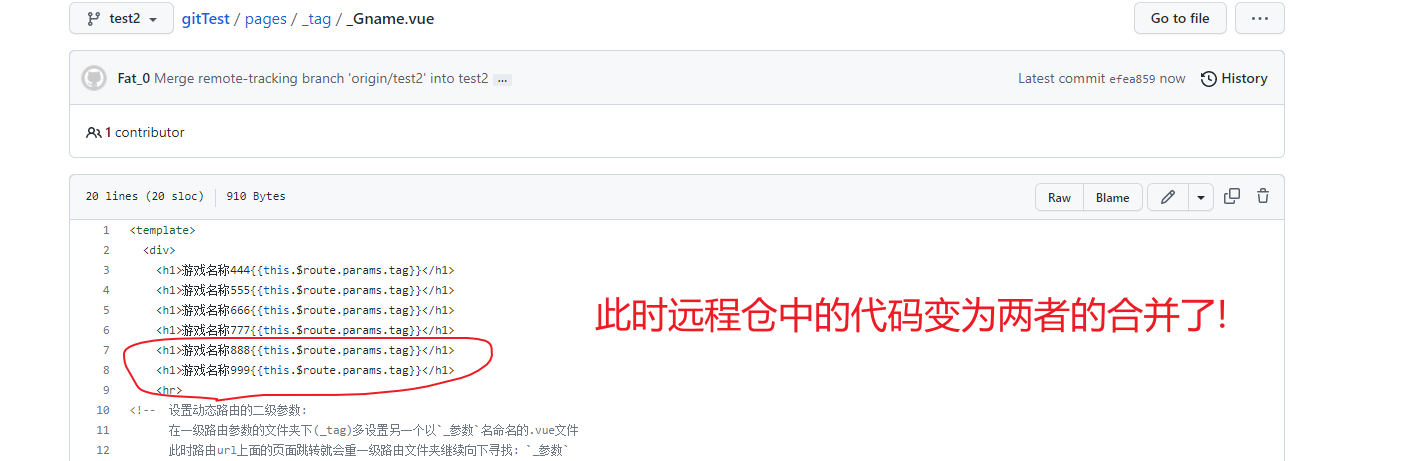 test2
gitTest / pages / _tag / _Gname.vue
Go to file
...
Fat_0 Merge remote-tracking branch 'origin/test2' into test2 ...
Latest commit efea859 now
History
1 contributor
20 lines (20 sloc) 910 Bytes
Raw
Blame
1 <template>
2 <div>
3 <h1>游戏名称444{{this.$route.params.tag}}</h1>
4 <h1>游戏名称555{{this.$route.params.tag}}</h1>
5 <h1>游戏名称666{{this.$route.params.tag}}</h1>
6 <h1>游戏名称777{{this.$route.params.tag}}</h1>
7 <h1>游戏名称888{{this.$route.params.tag}}</h1>
8 <h1>游戏名称999{{this.$route.params.tag}}</h1>
9 <hr>
此时远程仓中的代码变为两者的合并了!
10 <!-- 设置动态路由的二级参数:
11 在一级路由参数的文件夹下(_tag)多设置另一个以`_参数`名命名的.vue文件
12 此时路由url上面的页面跳转就会重一级路由文件夹继续向下寻找: `_参数`